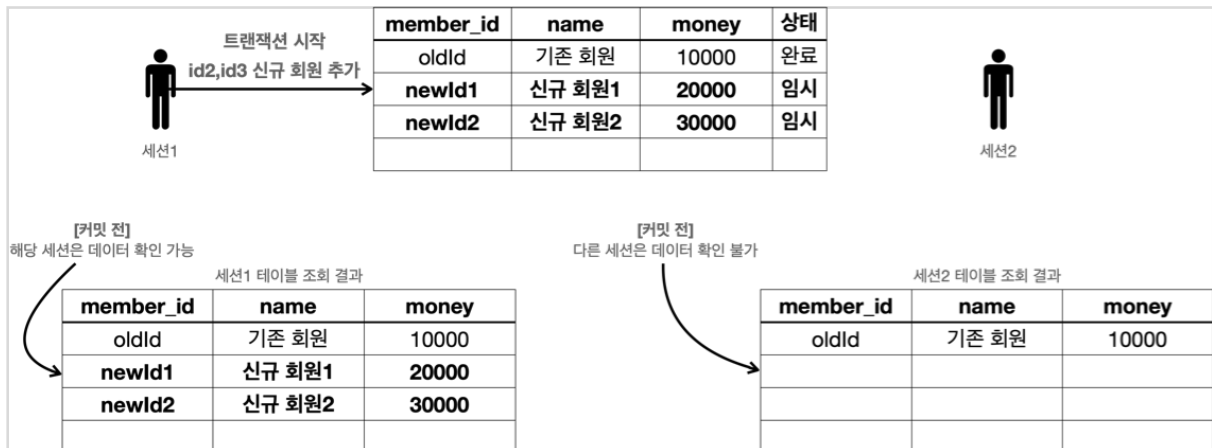 트랜잭션 시작
id2,id3 신규 회원 추가
세션1
member_id name money 상태
oldId 기존 회원 10000 완료
newId1 신규 회원1 20000 임시
newId2 신규 회원2 30000 임시
세션2
[커밋 전]
해당 세션은 데이터 확인 가능
세션1 테이블 조회 결과
member_id name money
oldId 기존 회원 10000
newId1 신규 회원1 20000
newId2 신규 회원2 30000
[커밋 전]
다른 세션은 데이터 확인 불가
세션2 테이블 조회 결과
member_id name money
oldId 기존 회원 10000